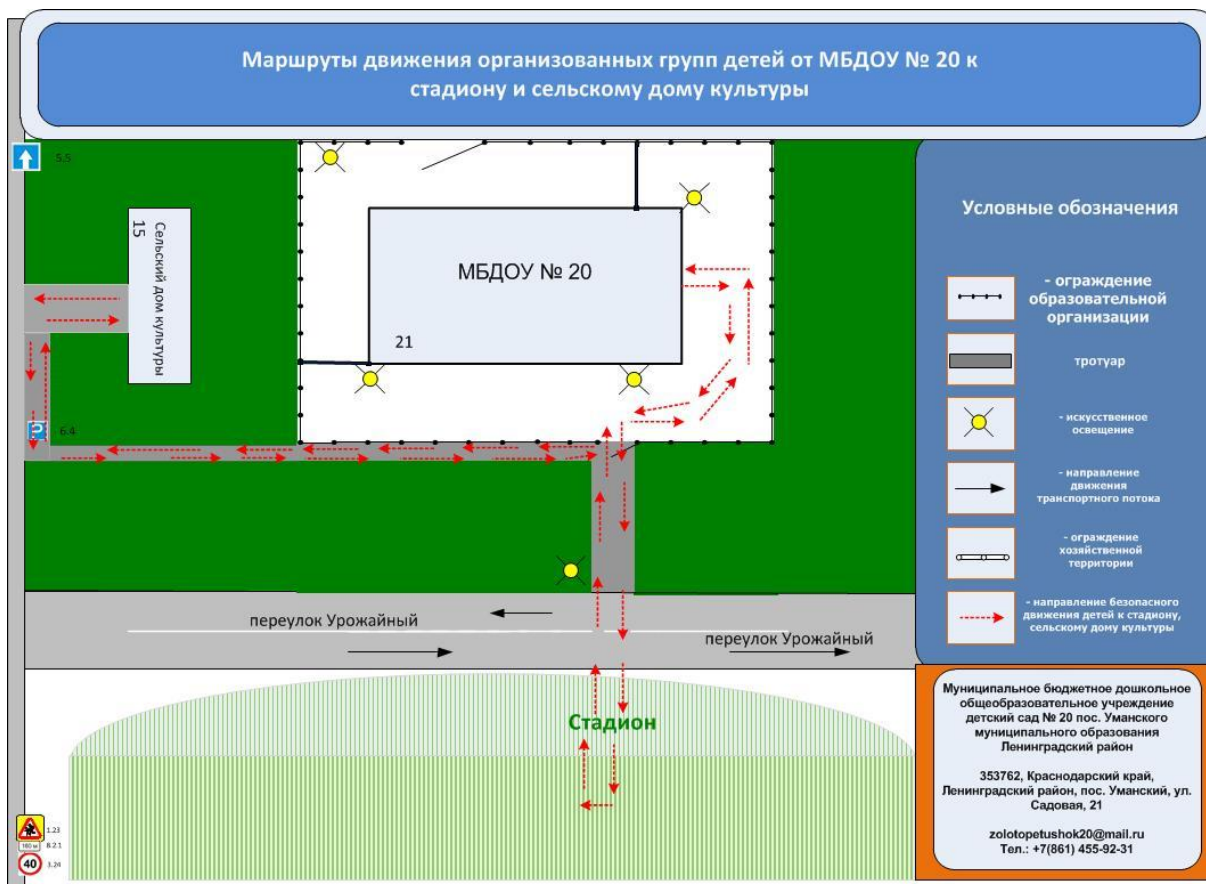 Маршруты движения организованных групп детей от МБДОУ № 20 к
стадиону и сельскому дому культуры
5.5
Сельский дом культуры
15
МБДОУ № 20
21
6.4
P
переулок Урожайный
переулок Урожайный
Стадион
1.23
160 м
8.2.1
40
3.24
Условные обозначения
- ограждение
образовательной
организации
тротуар
- искусственное
освещение
- направление
движения
транспортного потока
- ограждение
хозяйственной
территории
- направление безопасного
движения детей к стадиону,
сельскому дому культуры
Муниципальное бюджетное дошкольное
общеобразовательное учреждение
детский сад № 20 пос. Уманского
муниципального образования
Ленинградский район
353762, Краснодарский край,
Ленинградский район, пос. Уманский, ул.
Садовая, 21
zolotopetushok20@mail.ru
Тел.: +7(861) 455-92-31